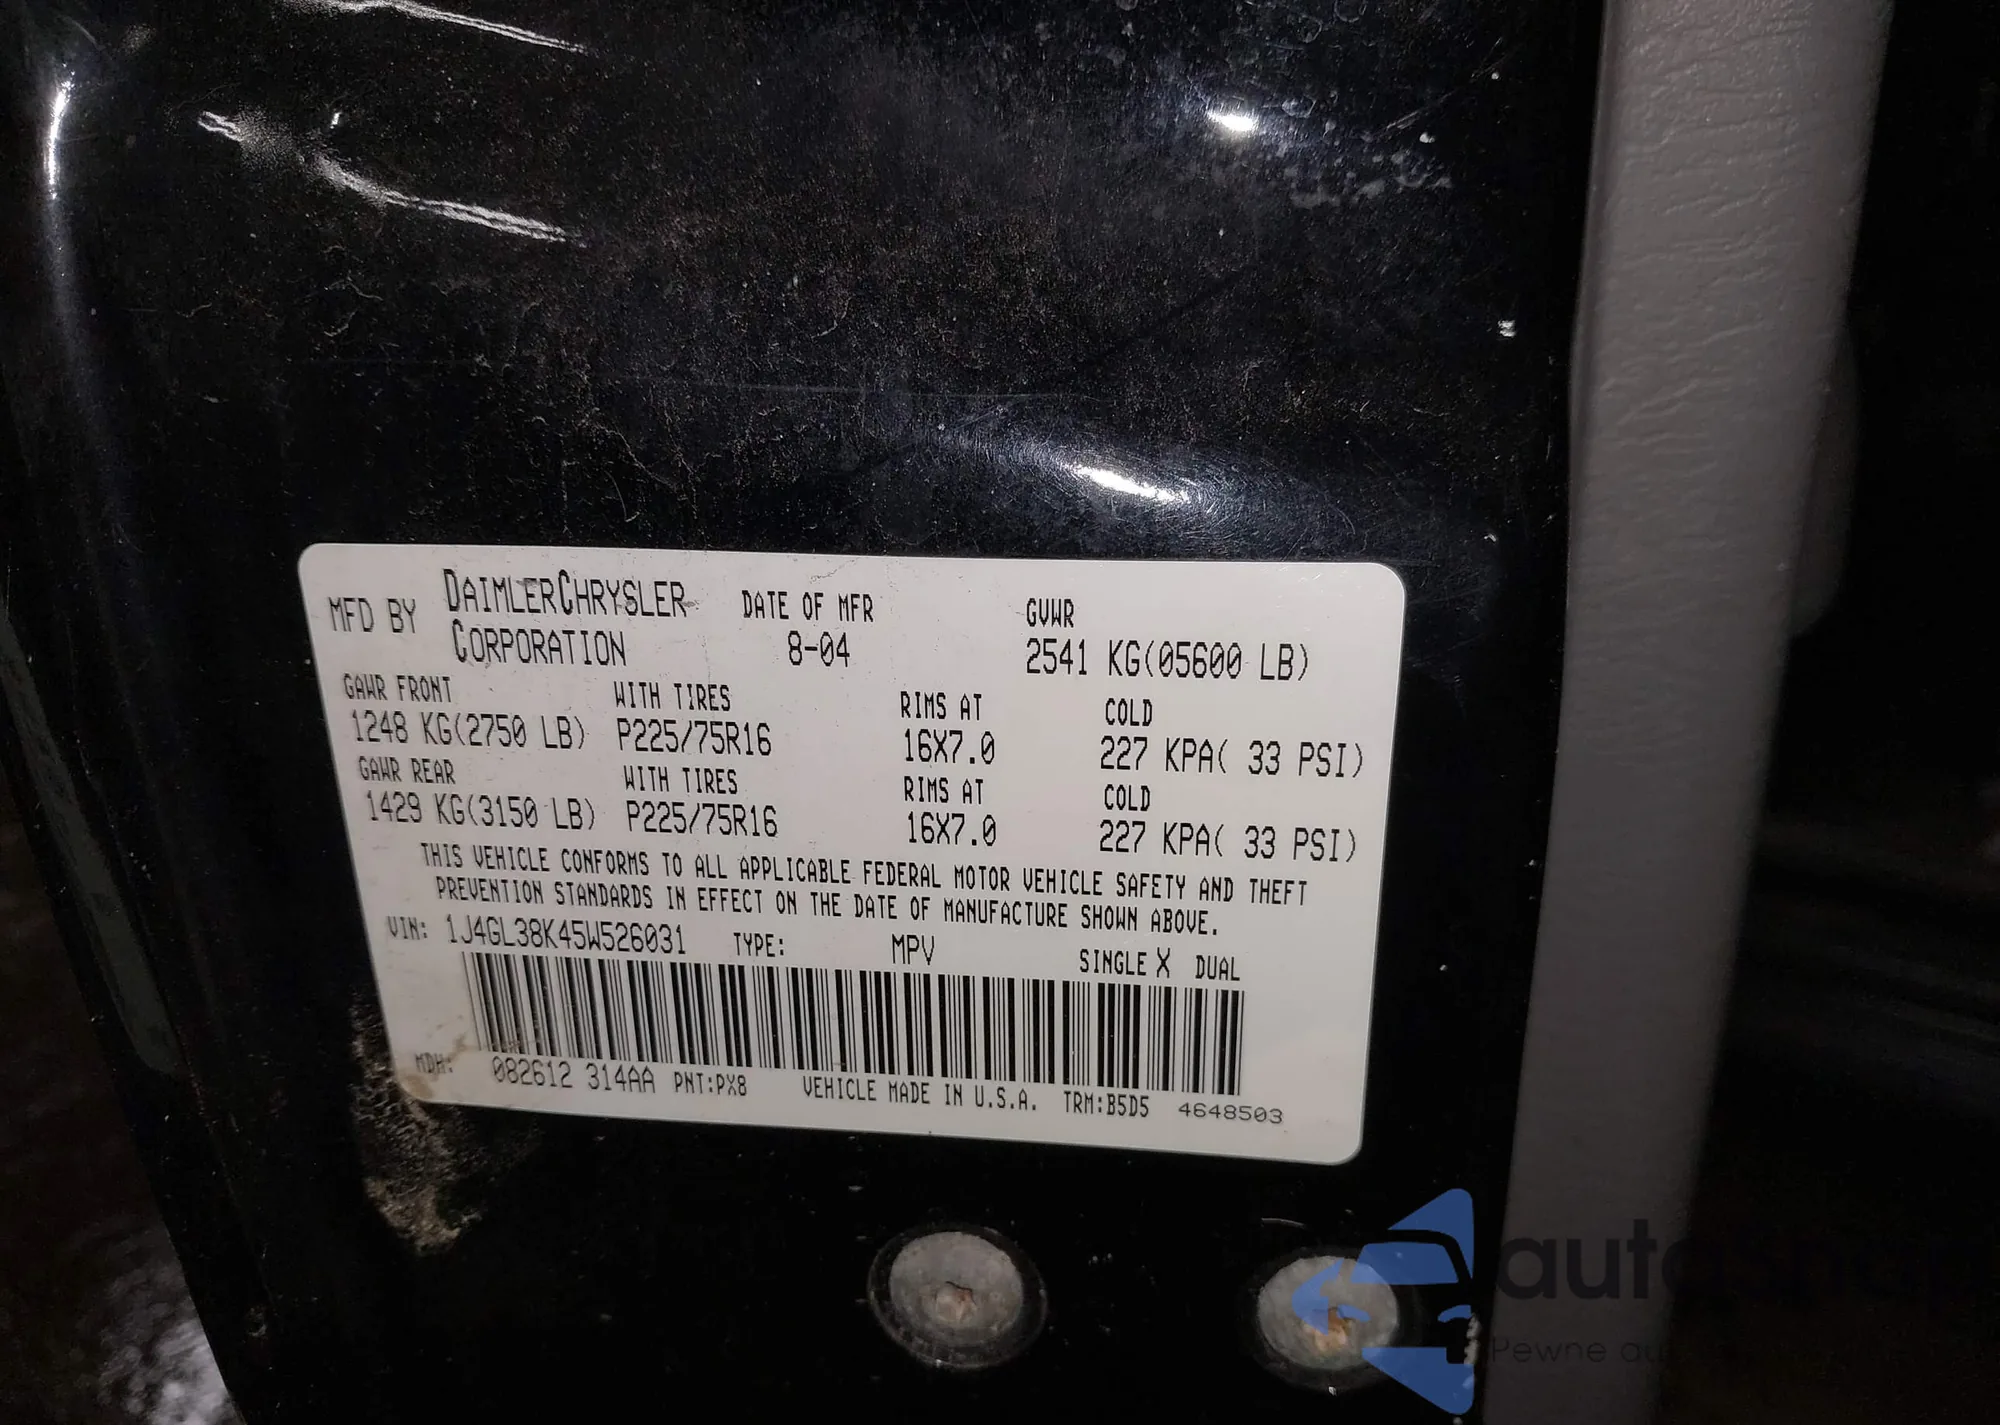 MFD BY DAIMLERCHRYSLER CORPORATION DATE OF MFR 8-04 GVWR 2541 KG(05600 LB)
GAWR FRONT WITH TIRES RIMS AT COLD
1248 KG(2750 LB) P225/75R16 16X7.0 227 KPA( 33 PSI)
GAWR REAR WITH TIRES RIMS AT COLD
1429 KG(3150 LB) P225/75R16 16X7.0 227 KPA( 33 PSI)
THIS VEHICLE CONFORMS TO ALL APPLICABLE FEDERAL MOTOR VEHICLE SAFETY AND THEFT
PREVENTION STANDARDS IN EFFECT ON THE DATE OF MANUFACTURE SHOWN ABOVE.
VIN: 1J4GL38K45W526031 TYPE: MPV SINGLE X DUAL
MDH: 082612 314AA PNT:PX8 VEHICLE MADE IN U.S.A. TRM:B5D5 4648503
Pewne